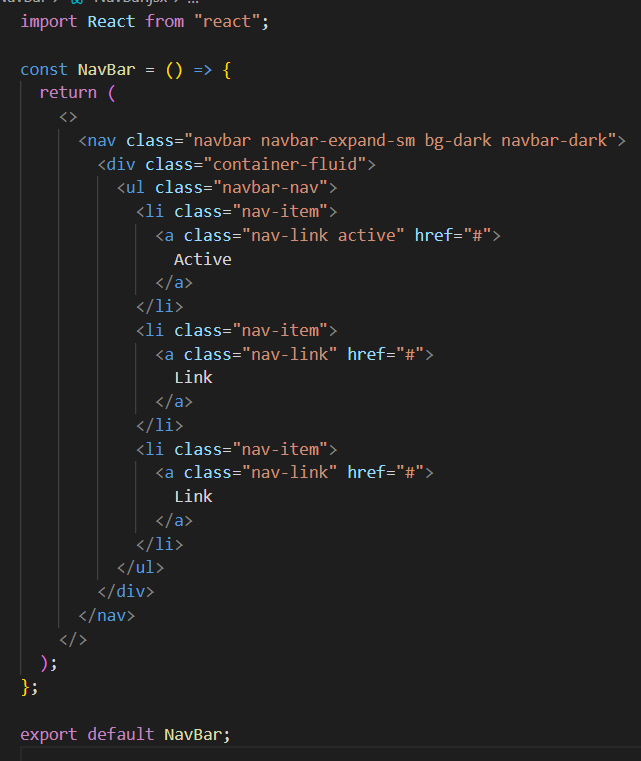 import React from "react";
const NavBar = () => {
return (
<>
<nav class="navbar navbar-expand-sm bg-dark navbar-dark">
<div class="container-fluid">
<ul class="navbar-nav">
<li class="nav-item">
<a class="nav-link active" href="#">
Active
</a>
</li>
<li class="nav-item">
<a class="nav-link" href="#">
Link
</a>
</li>
<li class="nav-item">
<a class="nav-link" href="#">
Link
</a>
</li>
</ul>
</div>
</nav>
</>
);
};
export default NavBar;